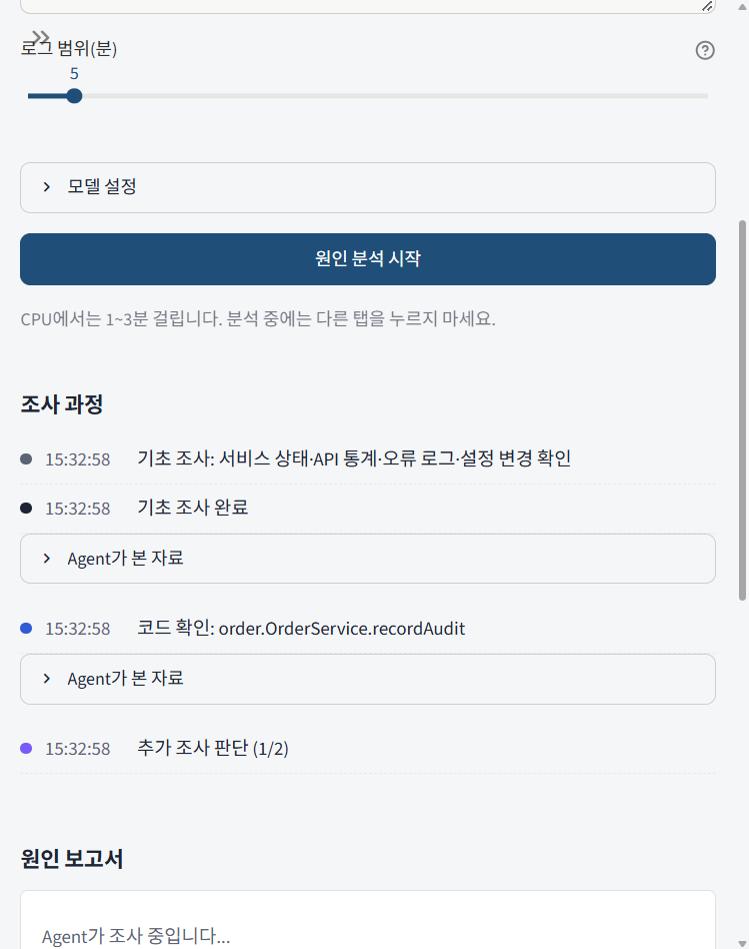 로그 범위(분)
5
모델 설정
원인 분석 시작
CPU에서는 1~3분 걸립니다. 분석 중에는 다른 탭을 누르지 마세요.
조사 과정
15:32:58 기초 조사: 서비스 상태·API 통계·오류 로그·설정 변경 확인
15:32:58 기초 조사 완료
Agent가 본 자료
15:32:58 코드 확인: order.OrderService.recordAudit
Agent가 본 자료
15:32:58 추가 조사 판단 (1/2)
원인 보고서
Agent가 조사 중입니다...